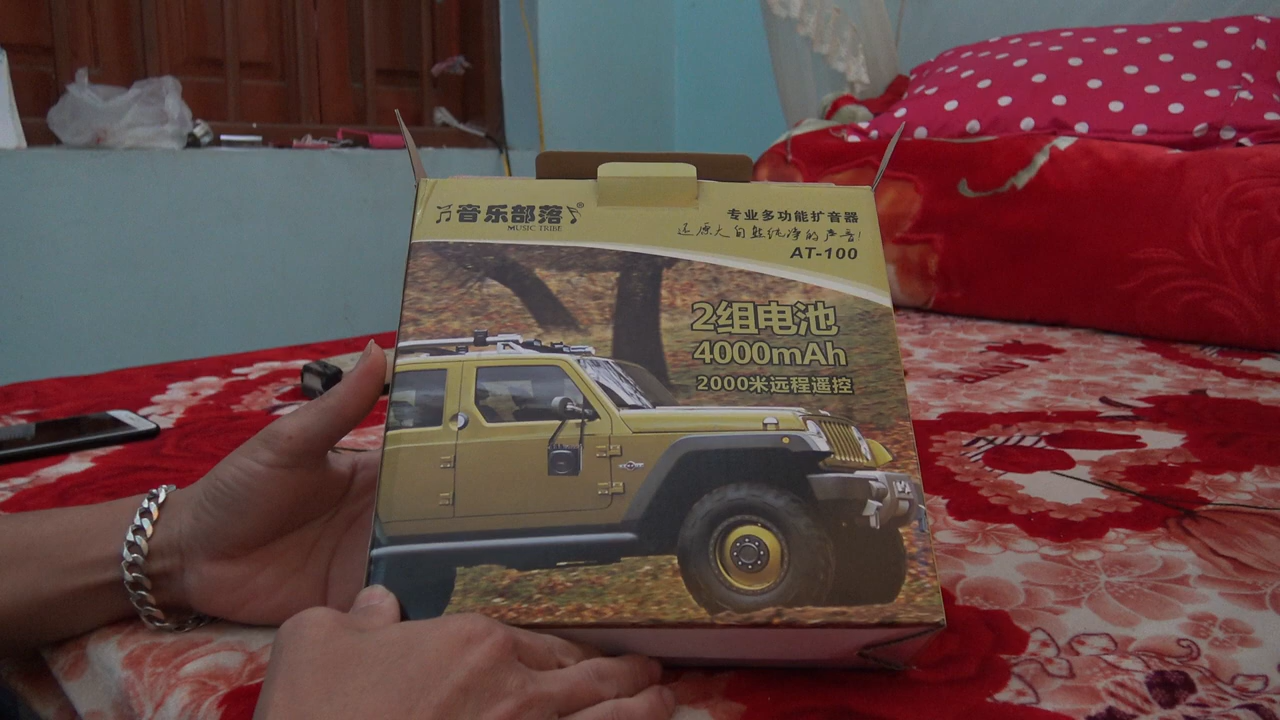 音乐部落®
MUSIC TRIBE
专业多功能扩音器
还原大自然纯净的声音!
AT-100
2组电池
4000mAh
2000米远程遥控